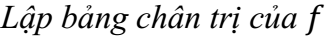 Lập bảng chân trị của f